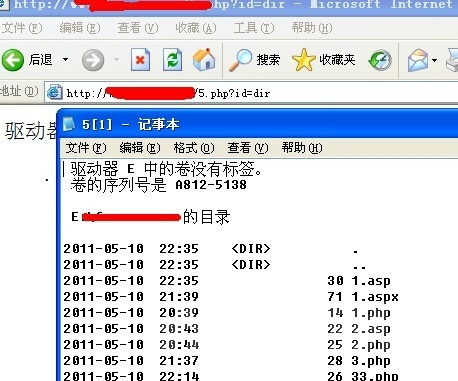 http://w .php?id=dir - Microsoft Internet
文件(F) 编辑(E) 查看(V) 收藏(A) 工具(T) 帮助(H)
后退 搜索 收藏夹
地址(D) http:// /5.php?id=dir
驱动器
5[1] - 记事本
文件(F) 编辑(E) 格式(O) 查看(V) 帮助(H)
驱动器 E 中的卷没有标签。
卷的序列号是 A812-5138
E 的目录
2011-05-10 22:35 <DIR> .
2011-05-10 22:35 <DIR> ..
2011-05-10 22:35 30 1.asp
2011-05-10 21:39 71 1.aspx
2011-05-10 20:39 14 1.php
2011-05-10 20:43 22 2.asp
2011-05-10 20:44 25 2.php
2011-05-10 21:37 28 3.php
2011-05-10 22:14 26 33.php